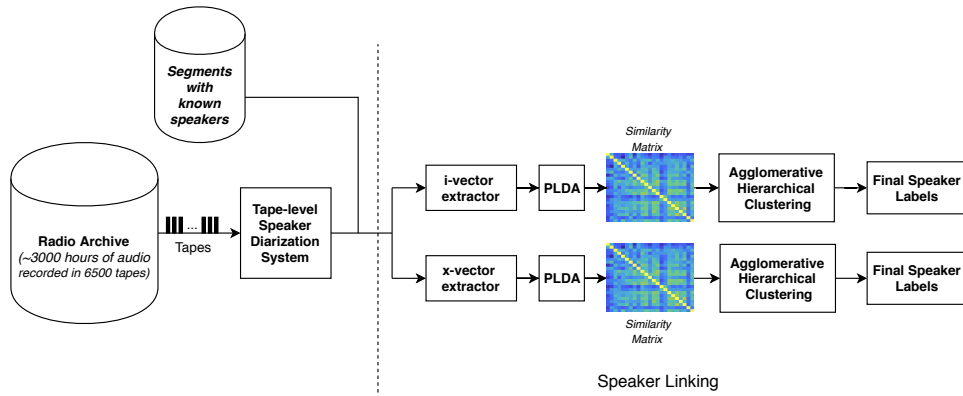 Segments
with
known
speakers
Radio Archive
(~3000 hours of audio
recorded in 6500 tapes)
...
Tapes
Tape-level
Speaker
Diarization
System
i-vector
extractor
PLDA
Similarity
Matrix
Agglomerative
Hierarchical
Clustering
Final Speaker
Labels
x-vector
extractor
PLDA
Similarity
Matrix
Agglomerative
Hierarchical
Clustering
Final Speaker
Labels
Speaker Linking